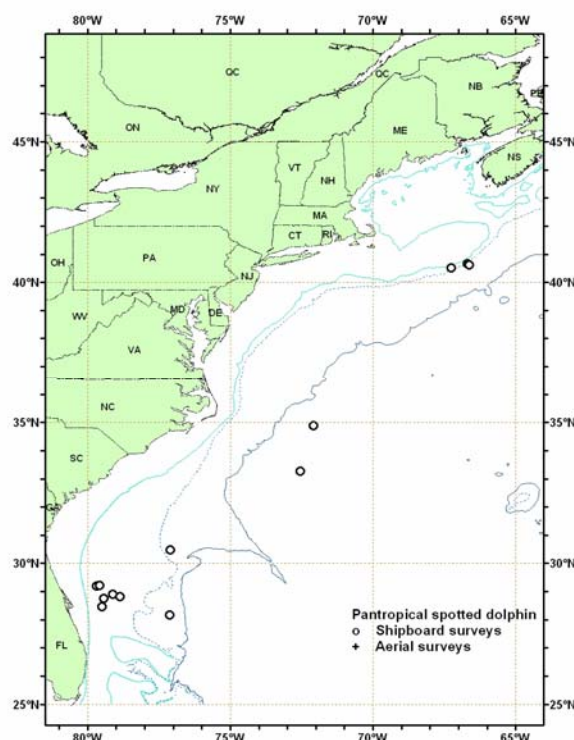 80°W 75°W 70°W 65°W
QC
QC
NB
PE
45°N 45°N
ON
ME
NS
VT
NH
NY
MA
CT RI
OH
PA
NJ
40°N 40°N
MD
DE
WV
VA
NC
35°N 35°N
SC
GA
30°N 30°N
Pantropical spotted dolphin
Shipboard surveys
Aerial surveys
FL
25°N 25°N
80°W 75°W 70°W 65°W